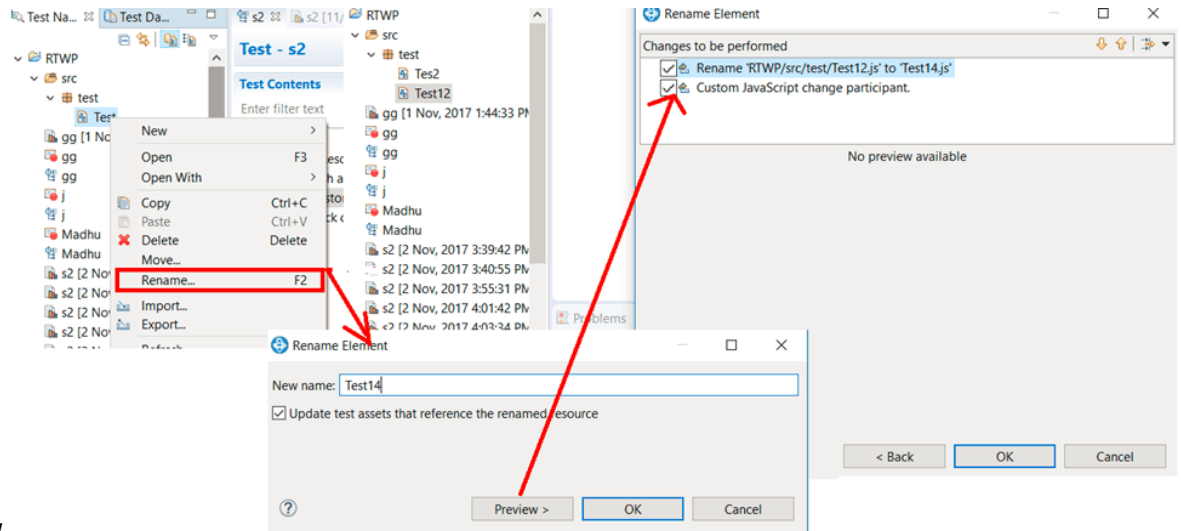 Test Na...
Test Da...
RTWP
src
test
Test
gg [1 No
gg
gg
j
j
Madhu
Madhu
s2 [2 No
s2 [2 No
s2 [2 No
s2 [2 No
New
Open F3
Open With
Copy Ctrl+C
Paste Ctrl+V
Delete Delete
Move...
Rename... F2
Import...
Export...
Refresh
s2
s2 [11/
Test - s2
Test Contents
Enter filter text
RTWP
src
test
Tes2
Test12
gg [1 Nov, 2017 1:44:33 PM
gg
gg
j
j
Madhu
Madhu
s2 [2 Nov, 2017 3:39:42 PM
s2 [2 Nov, 2017 3:40:55 PM
s2 [2 Nov, 2017 3:55:31 PM
s2 [2 Nov, 2017 4:01:42 PM
s2 [2 Nov, 2017 4:03:34 PM
Problems
Rename Element
New name: Test14
Update test assets that reference the renamed resource
Preview > OK Cancel
Rename Element
Changes to be performed
Rename 'RTWP/src/test/Test12.js' to 'Test14.js'
Custom JavaScript change participant.
No preview available
< Back OK Cancel